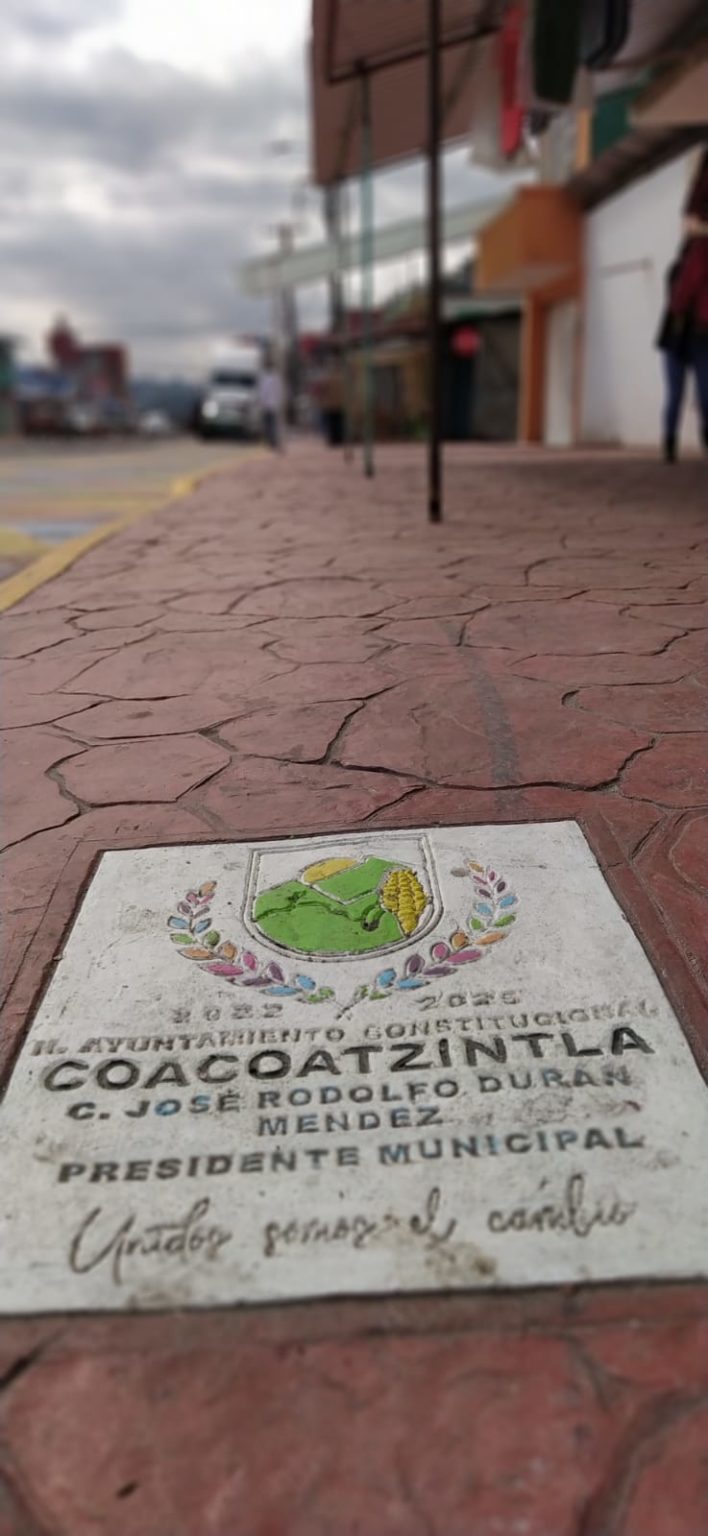 2022 2025
H. AYUNTAMIENTO CONSTITUCIONAL
COACOATZINTLA
C. JOSÉ RODOLFO DURAN
MENDEZ
PRESIDENTE MUNICIPAL
Unidos somos el cambio